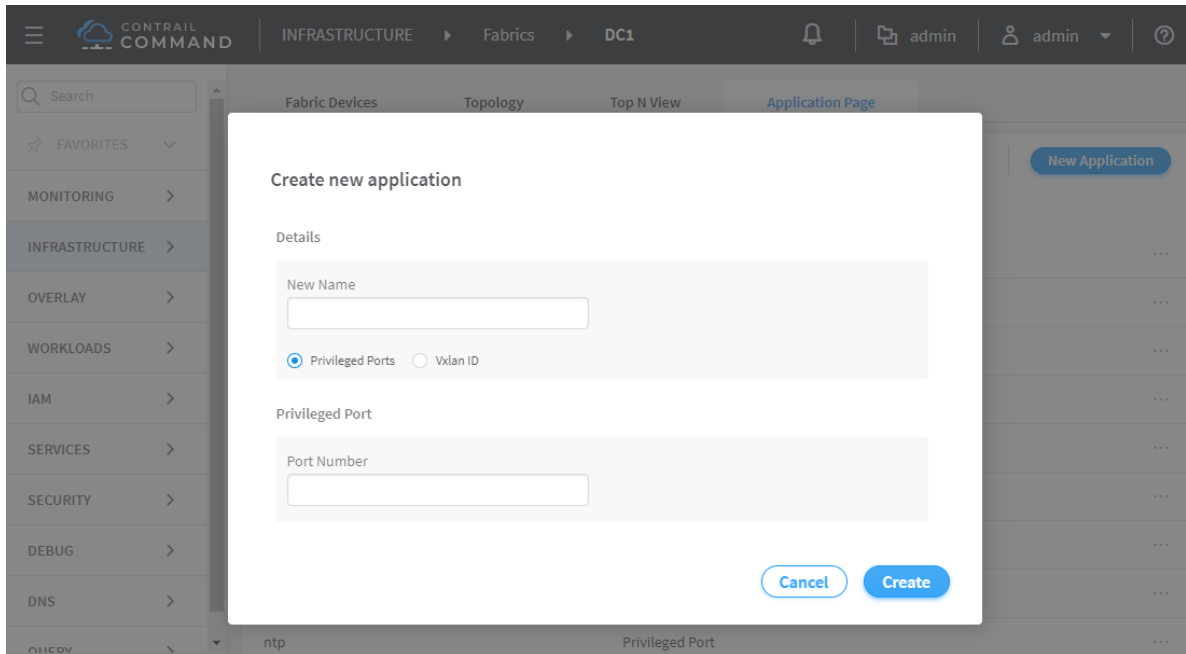 CONTRAIL
COMMAND
INFRASTRUCTURE
Fabrics
DC1
admin
admin
Search
FAVORITES
MONITORING
INFRASTRUCTURE
OVERLAY
WORKLOADS
IAM
SERVICES
SECURITY
DEBUG
DNS
QUERY
Fabric Devices
Topology
Top N View
Application Page
New Application
Create new application
Details
New Name
Privileged Ports
Vxlan ID
Privileged Port
Port Number
Cancel
Create
ntp
Privileged Port